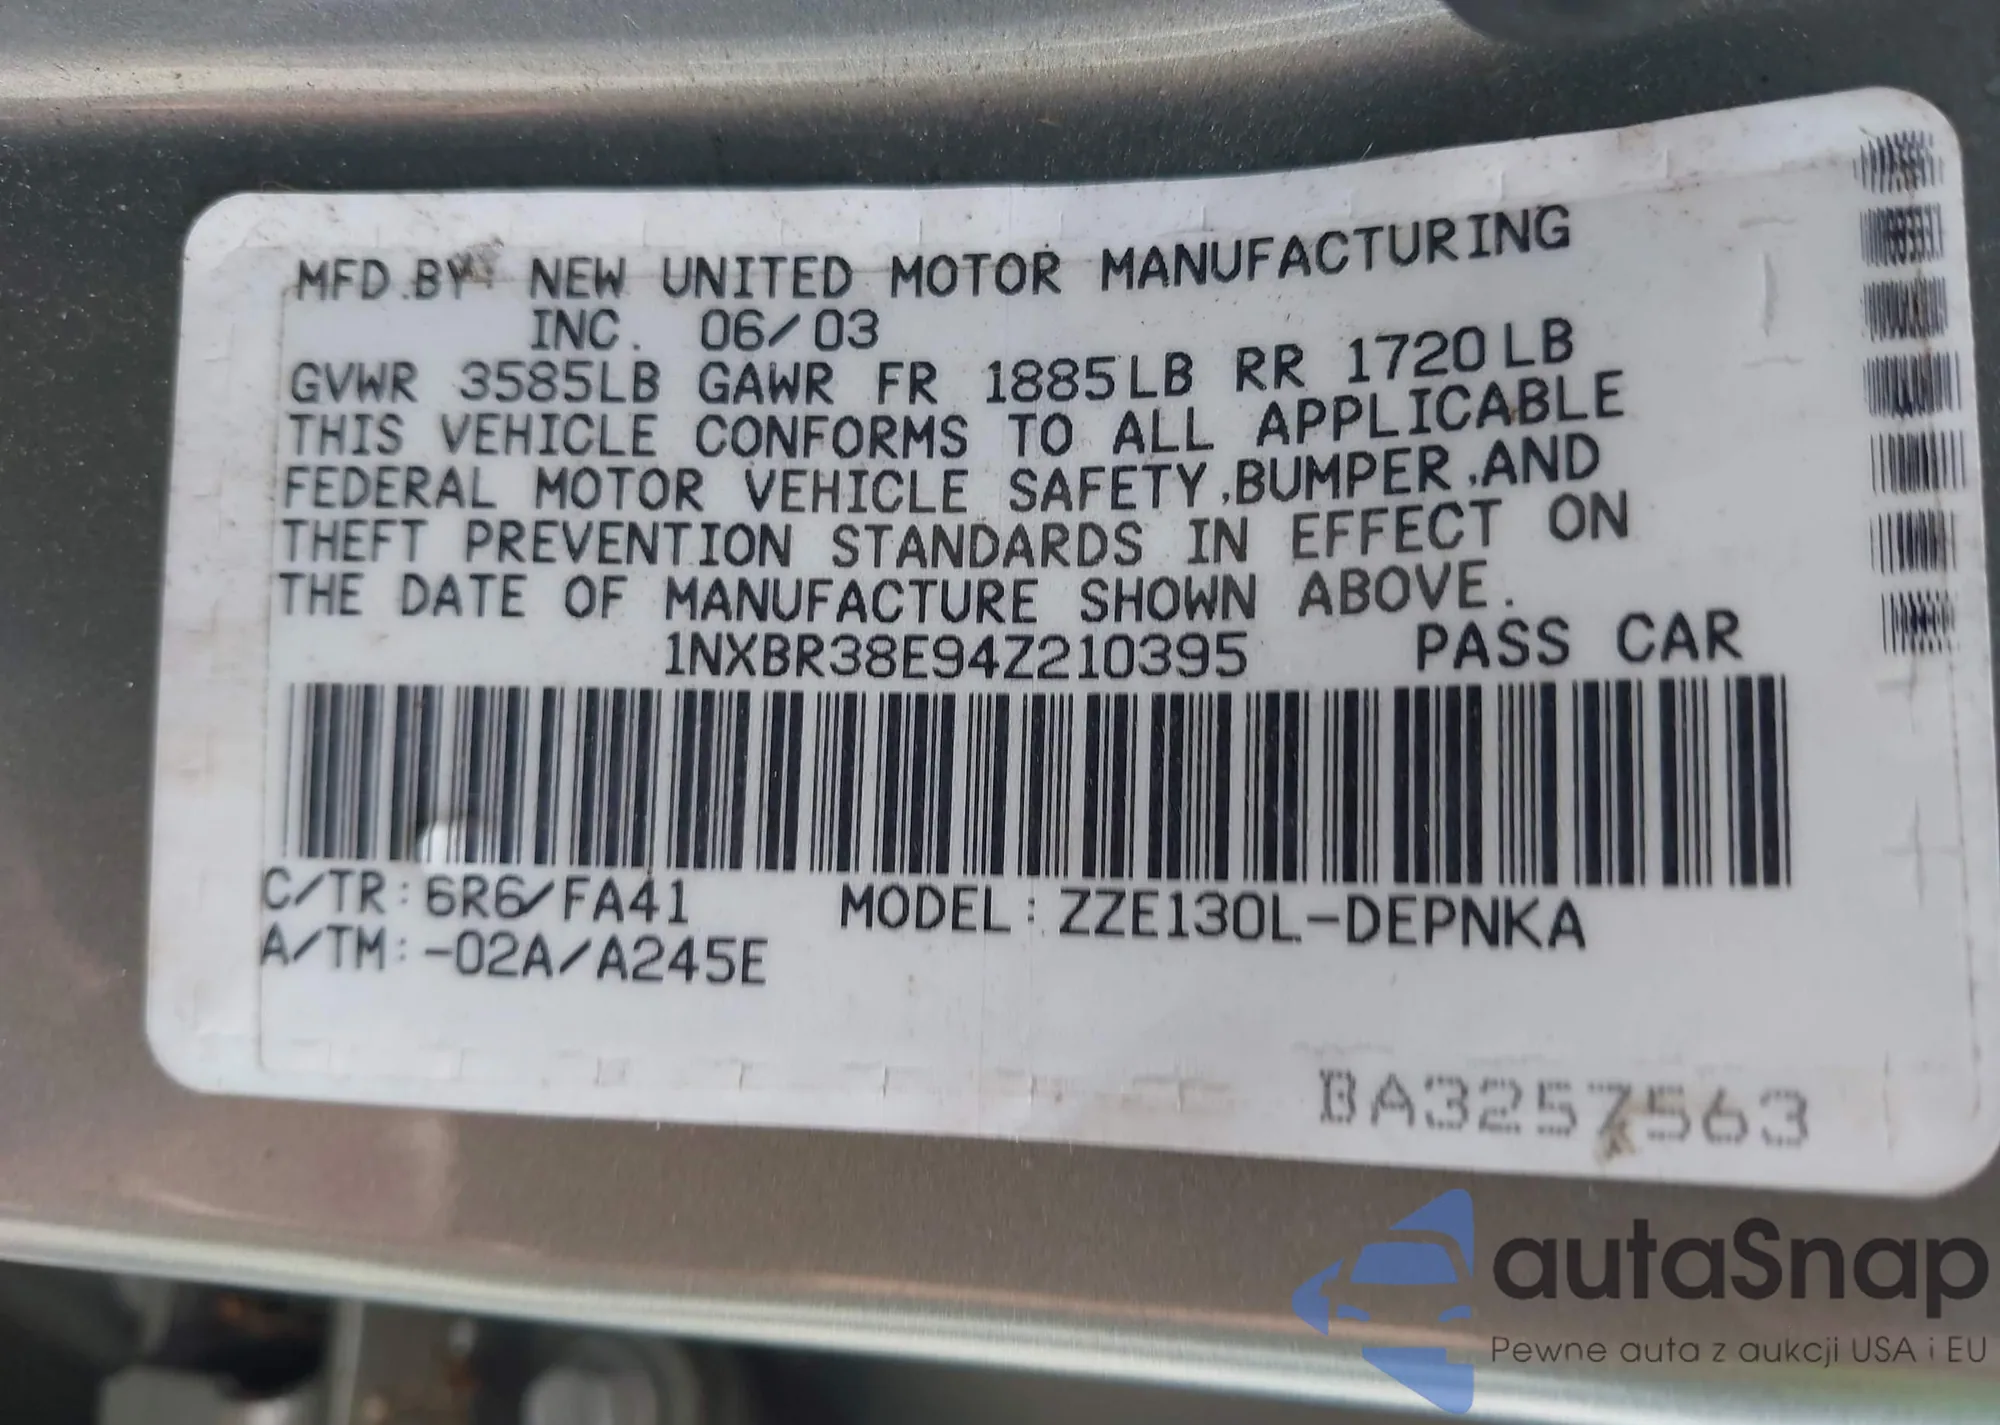 MFD.BY NEW UNITED MOTOR MANUFACTURING
INC. 06/03
GVWR 3585LB GAWR FR 1885LB RR 1720LB
THIS VEHICLE CONFORMS TO ALL APPLICABLE
FEDERAL MOTOR VEHICLE SAFETY,BUMPER,AND
THEFT PREVENTION STANDARDS IN EFFECT ON
THE DATE OF MANUFACTURE SHOWN ABOVE.
1NXBR38E94Z210395 PASS CAR
C/TR:6R6/FA41 MODEL:ZZE130L-DEPNKA
A/TM:-02A/A245E
BA3257563
autaSnap
Pewne auta z aukcji USA i EU